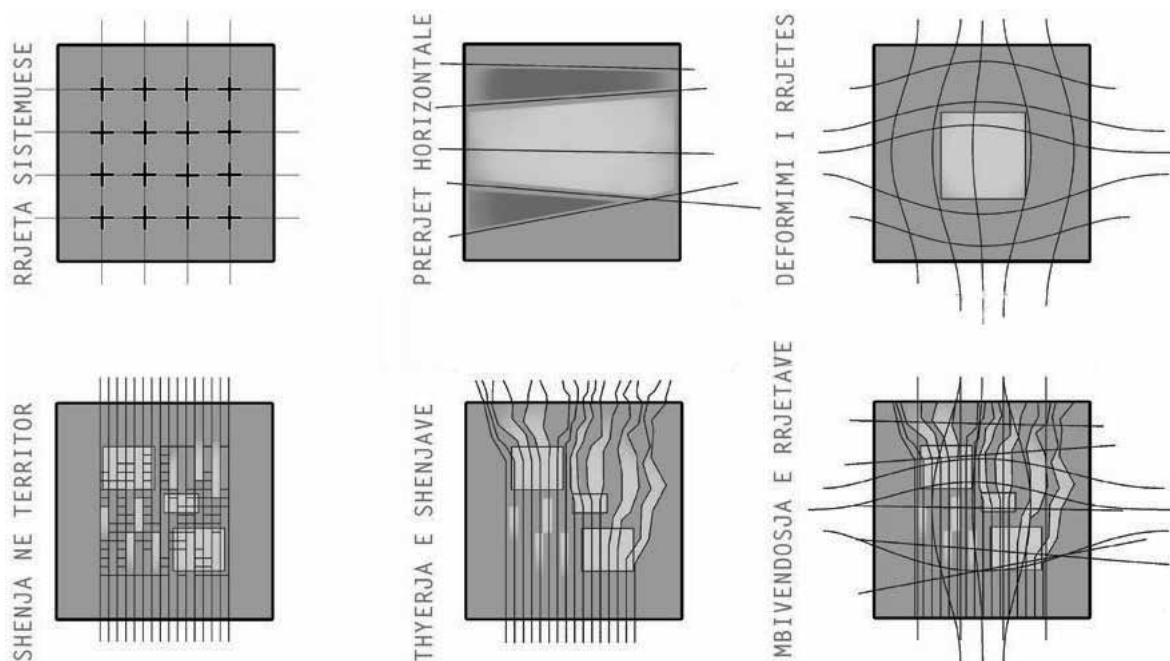 RRJETA SISTEMUESE
PRERJET HORIZONTALE
DEFORMIMI I RRJETES
SHENJA NE TERRITOR
THYERJA E SHENJAVE
MBIVENDOSJA E RRJETAVE